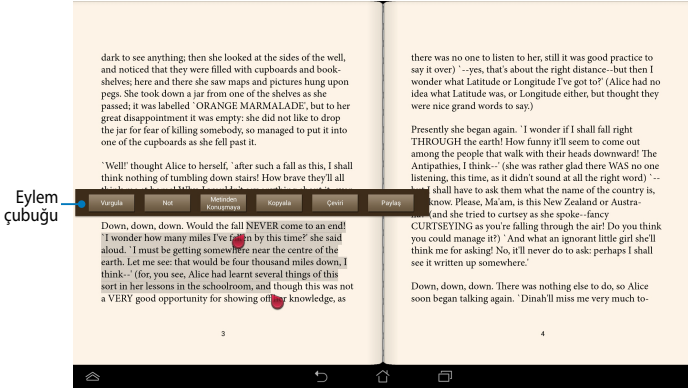 Eylem
çubuğu
dark to see anything; then she looked at the sides of the well,
and noticed that they were filled with cupboards and book-
shelves; here and there she saw maps and pictures hung upon
pegs. She took down a jar from one of the shelves as she
passed; it was labelled `ORANGE MARMALADE', but to her
great disappointment it was empty: she did not like to drop
the jar for fear of killing somebody, so managed to put it into
one of the cupboards as she fell past it.
`Well!' thought Alice to herself, `after such a fall as this, I shall
think nothing of tumbling down stairs! How brave they'll all
Vurgula
Not
Metinden
Konuşmaya
Kopyala
Çeviri
Paylaş
Down, down, down. Would the fall NEVER come to an end!
`I wonder how many miles I've fallen by this time?' she said
aloud. `I must be getting somewhere near the centre of the
earth. Let me see: that would be four thousand miles down, I
think--' (for, you see, Alice had learnt several things of this
sort in her lessons in the schoolroom, and though this was not
a VERY good opportunity for showing off her knowledge, as
3
there was no one to listen to her, still it was good practice to
say it over) `--yes, that's about the right distance--but then I
wonder what Latitude or Longitude I've got to?' (Alice had no
idea what Latitude was, or Longitude either, but thought they
were nice grand words to say.)
Presently she began again. `I wonder if I shall fall right
THROUGH the earth! How funny it'll seem to come out
among the people that walk with their heads downward! The
Antipathies, I think--' (she was rather glad there WAS no one
listening, this time, as it didn't sound at all the right word) `--
but I shall have to ask them what the name of the country is,
know. Please, Ma'am, is this New Zealand or Austra-
(and she tried to curtsey as she spoke--fancy
CURTSEYING as you're falling through the air! Do you think
you could manage it?) `And what an ignorant little girl she'll
think me for asking! No, it'll never do to ask: perhaps I shall
see it written up somewhere.'
Down, down, down. There was nothing else to do, so Alice
soon began talking again. `Dinah'll miss me very much to-
4